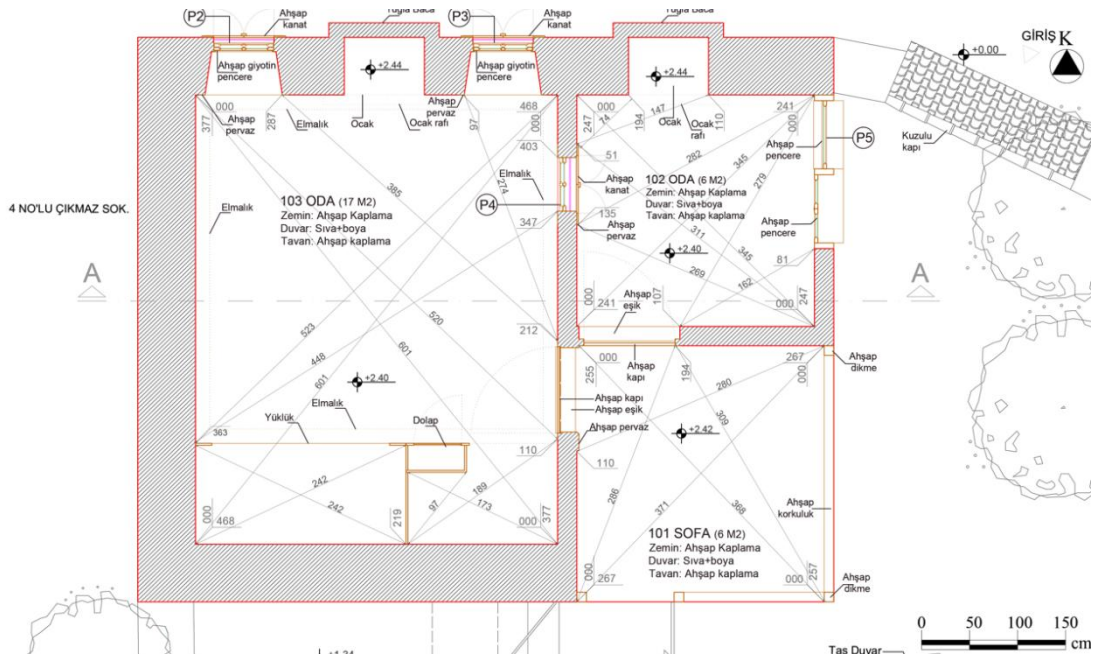 P2
Ahşap
kanat
Tuğla Baca
P3
Ahşap
kanat
Tuğla Baca
+0.00
GİRİŞ
K
Ahşap giyotin
pencere
+2.44
Ahşap giyotin
pencere
+2.44
000
377
287
Ahşap
pervaz
Elmalık
Ocak
Ocak rafı
Ahşap
pervaz
97
468
000
403
000
247
74
147
194
110
Ocak
Ocak
rafı
241
000
Ahşap
pencere
P5
Kuzulu
kapı
385
274
Elmalık
P4
347
51
Ahşap
kanat
282
345
279
103 ODA (17 M2)
Zemin: Ahşap Kaplama
Duvar: Sıva+boya
Tavan: Ahşap kaplama
102 ODA (6 M2)
Zemin: Ahşap Kaplama
Duvar: Sıva+boya
Tavan: Ahşap kaplama
4 NO'LU ÇIKMAZ SOK.
Elmalık
135
Ahşap
pervaz
311
345
+2.40
269
162
Ahşap
pencere
81
A
A
000
241
107
Ahşap
eşik
000
247
523
520
448
601
601
212
+2.40
000
255
Ahşap
kapı
194
280
267
000
Ahşap
dikme
309
Ahşap kapı
Ahşap eşik
Ahşap pervaz
+2.42
363
Yüklük
Elmalık
Dolap
110
110
242
242
219
97
189
173
000
468
000
377
286
371
368
Ahşap
korkuluk
101 SOFA (6 M2)
Zemin: Ahşap Kaplama
Duvar: Sıva+boya
Tavan: Ahşap kaplama
000
267
000
257
Ahşap
dikme
0 50 100 150
cm
+1.34
Taş Duvar